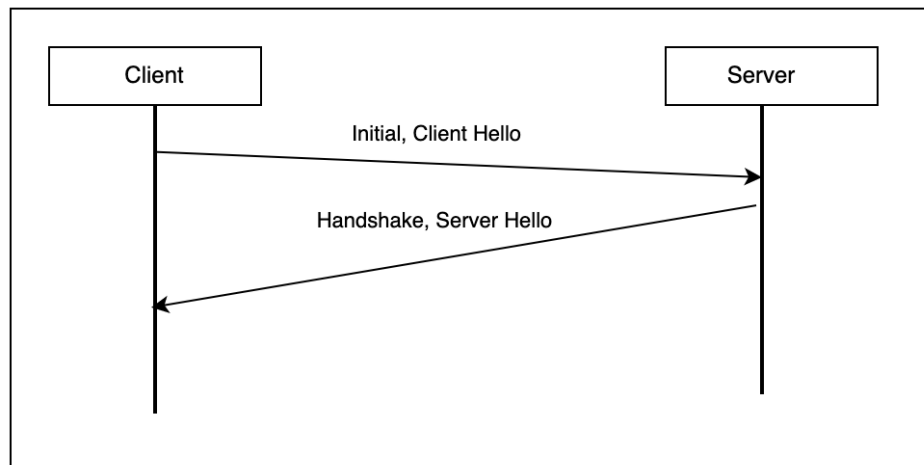 Client
Server
Initial, Client Hello
Handshake, Server Hello